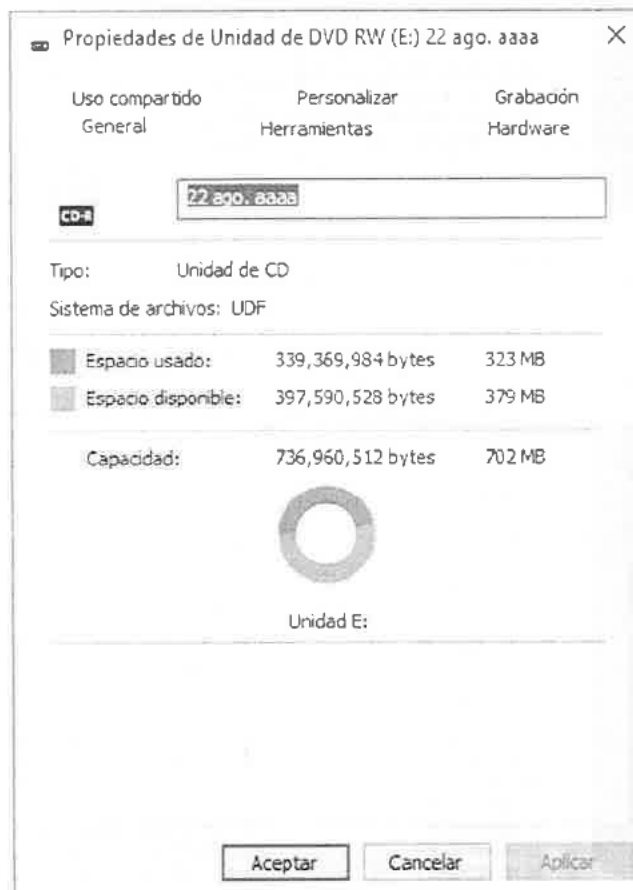 Propiedades de Unidad de DVD RW (E:) 22 ago. aaaa
Uso compartido Personalizar Grabación
General Herramientas Hardware
22 ago. aaaa
CD-R
Tipo: Unidad de CD
Sistema de archivos: UDF
Espacio usado: 339,369,984 bytes 323 MB
Espacio disponible: 397,590,528 bytes 379 MB
Capacidad: 736,960,512 bytes 702 MB
Unidad E:
Aceptar Cancelar Aplicar